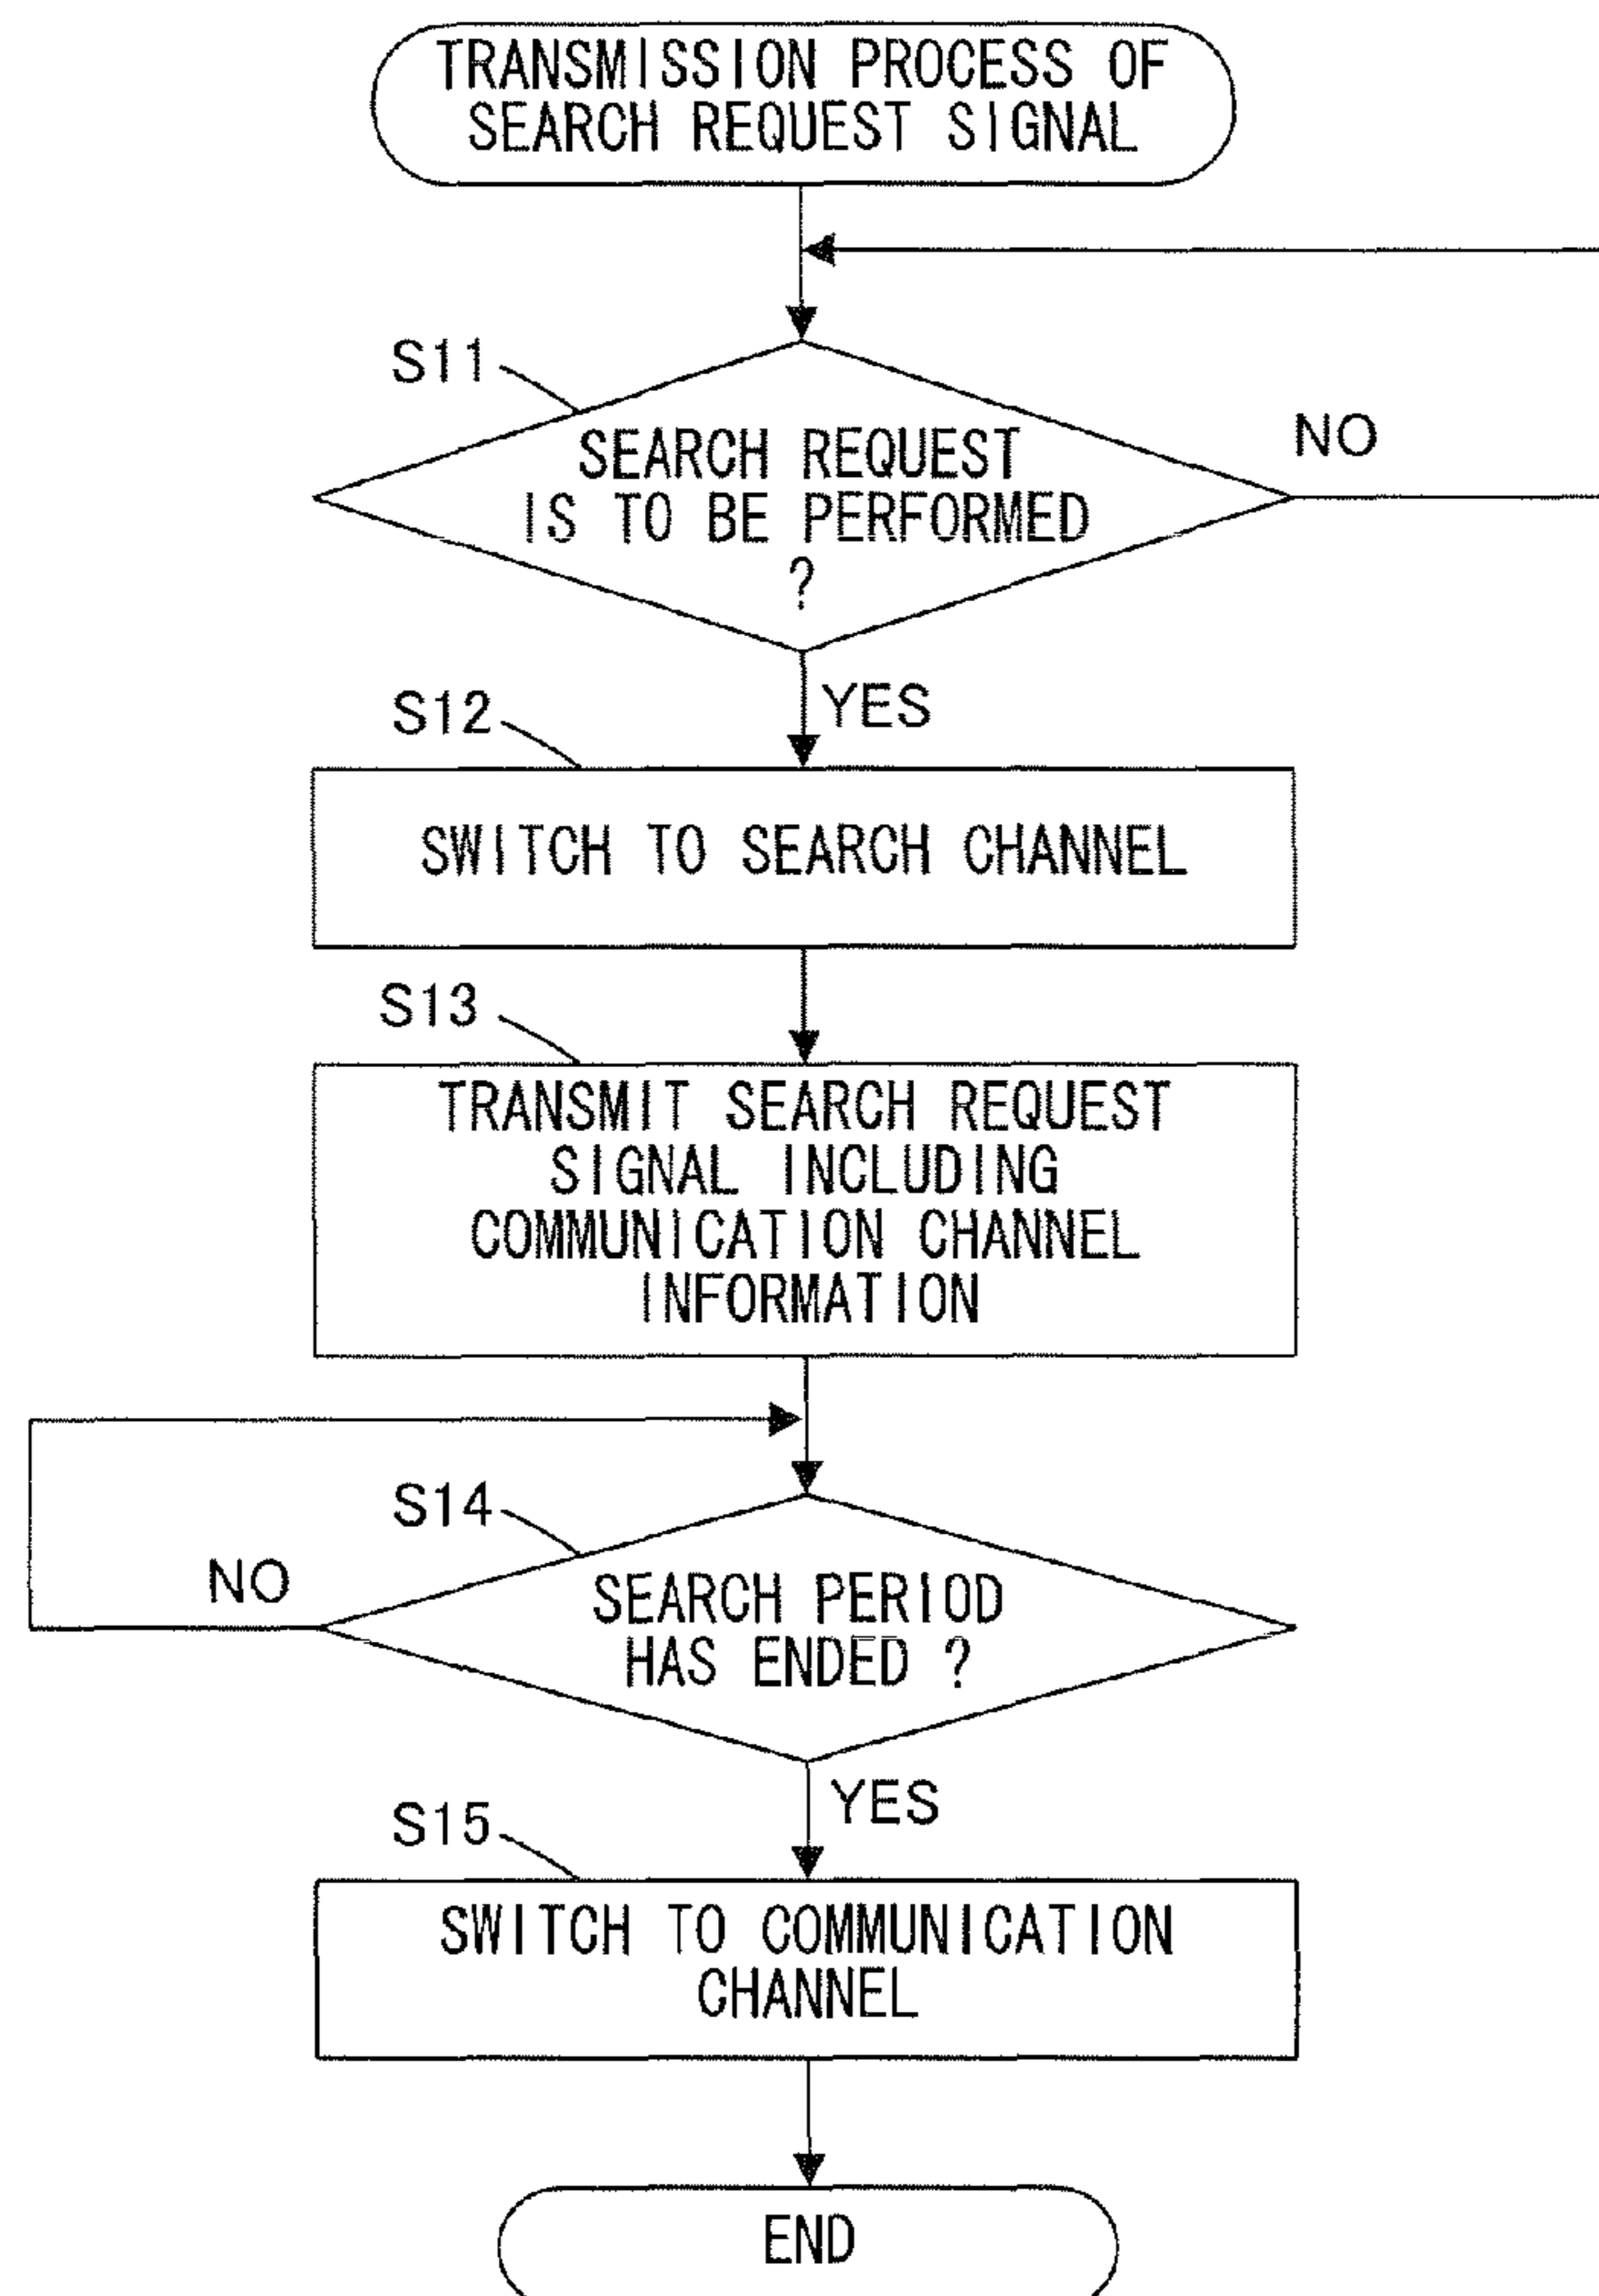 TRANSMISSION PROCESS OF
SEARCH REQUEST SIGNAL
S11
SEARCH REQUEST
IS TO BE PERFORMED
?
NO
YES
S12
SWITCH TO SEARCH CHANNEL
S13
TRANSMIT SEARCH REQUEST
SIGNAL INCLUDING
COMMUNICATION CHANNEL
INFORMATION
S14
NO
SEARCH PERIOD
HAS ENDED ?
YES
S15
SWITCH TO COMMUNICATION
CHANNEL
END